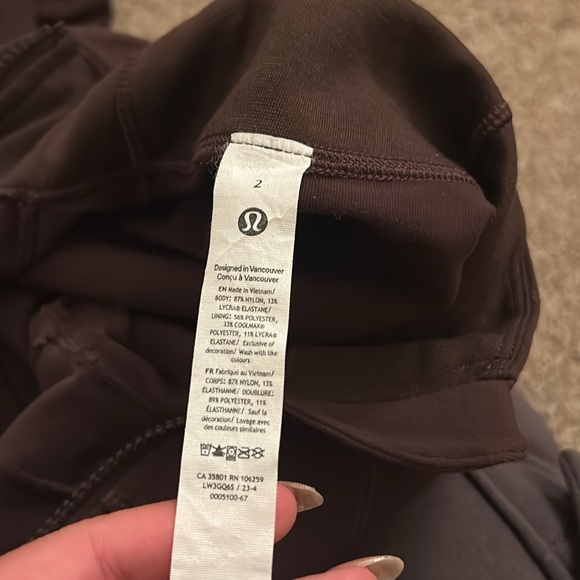 2
Designed in Vancouver
Conçu à Vancouver
EN Made in Vietnam/
BODY: 87% NYLON, 13%
LYCRA® ELASTANE/
LINING: 56% POLYESTER,
33% COOLMAX®
POLYESTER, 11% LYCRA®
ELASTANE/ Exclusive of
decoration/ Wash with like
colours
FR Fabriqué au Vietnam/
CORPS: 87% NYLON, 13%
ÉLASTHANNE/ DOUBLURE:
89% POLYESTER, 11%
ÉLASTHANNE/ Sauf la
décoration/ Lavage avec
des couleurs similaires
CA 35801 RN 106259
LW3GQ6S / 23-4
0005100-67